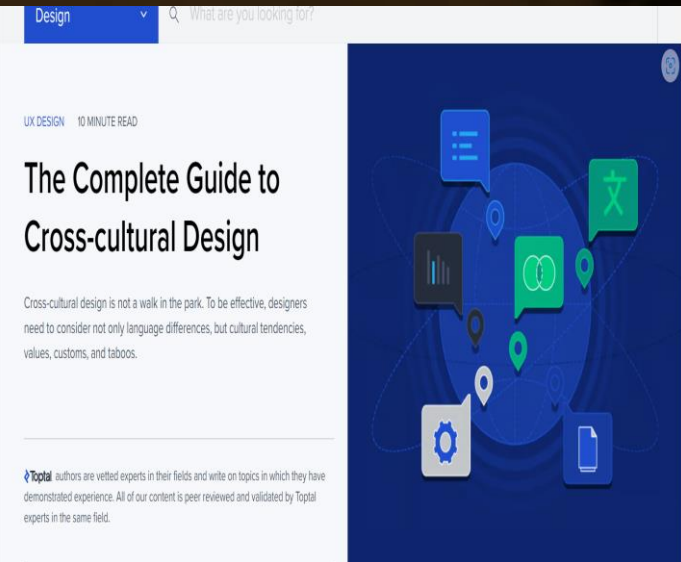 Design
What are you looking for?
UX DESIGN 10 MINUTE READ
The Complete Guide to
Cross-cultural Design
Cross-cultural design is not a walk in the park. To be effective, designers
need to consider not only language differences, but cultural tendencies,
values, customs, and taboos.
Toptal authors are vetted experts in their fields and write on topics in which they have
demonstrated experience. All of our content is peer reviewed and validated by Toptal
experts in the same field.
文